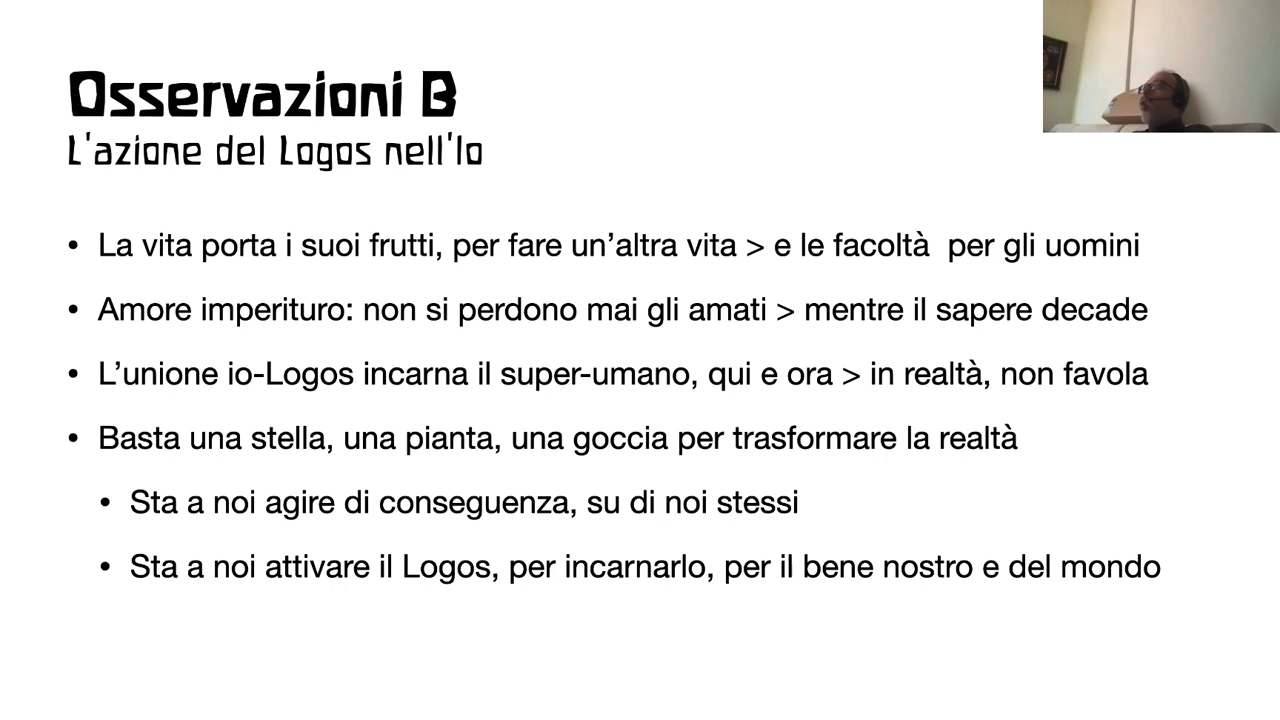 Osservazioni B
L'azione del Logos nell'Io
• La vita porta i suoi frutti, per fare un’altra vita > e le facoltà  per gli uomini
• Amore imperituro: non si perdono mai gli amati > mentre il sapere decade
• L’unione io-Logos incarna il super-umano, qui e ora > in realtà, non favola
• Basta una stella, una pianta, una goccia per trasformare la realtà
• Sta a noi agire di conseguenza, su di noi stessi
• Sta a noi attivare il Logos, per incarnarlo, per il bene nostro e del mondo